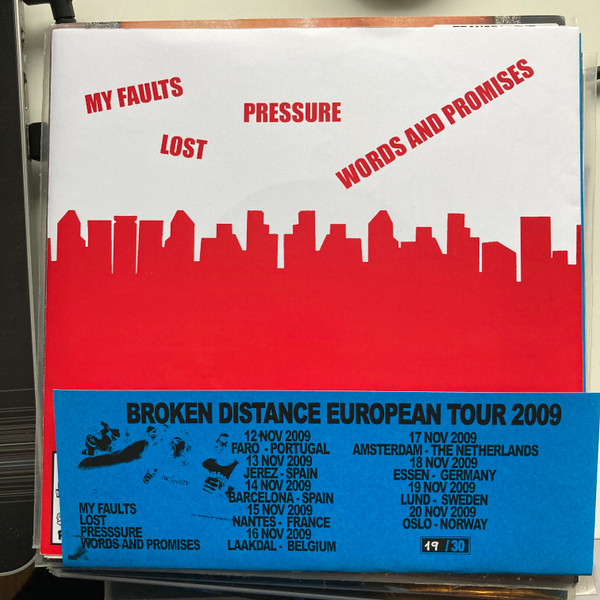 MY FAULTS
PRESSURE
WORDS AND PROMISES
LOST
BROKEN DISTANCE EUROPEAN TOUR 2009
12 NOV 2009
FARO - PORTUGAL
13 NOV 2009
JEREZ - SPAIN
14 NOV 2009
BARCELONA - SPAIN
15 NOV 2009
NANTES - FRANCE
16 NOV 2009
LAAKDAL - BELGIUM
17 NOV 2009
AMSTERDAM - THE NETHERLANDS
18 NOV 2009
ESSEN - GERMANY
19 NOV 2009
LUND - SWEDEN
20 NOV 2009
OSLO - NORWAY
MY FAULTS
LOST
PRESSSURE
WORDS AND PROMISES
19 / 30